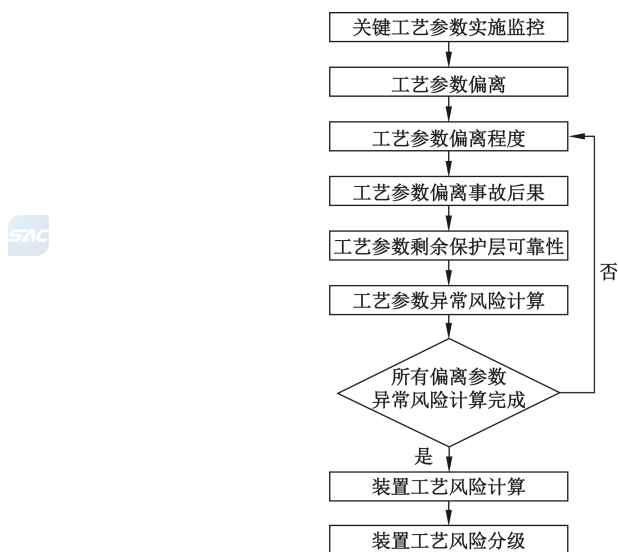 关键工艺参数实施监控
工艺参数偏离
工艺参数偏离程度
工艺参数偏离事故后果
SAC
工艺参数剩余保护层可靠性
否
工艺参数异常风险计算
所有偏离参数
异常风险计算完成
是
装置工艺风险计算
装置工艺风险分级